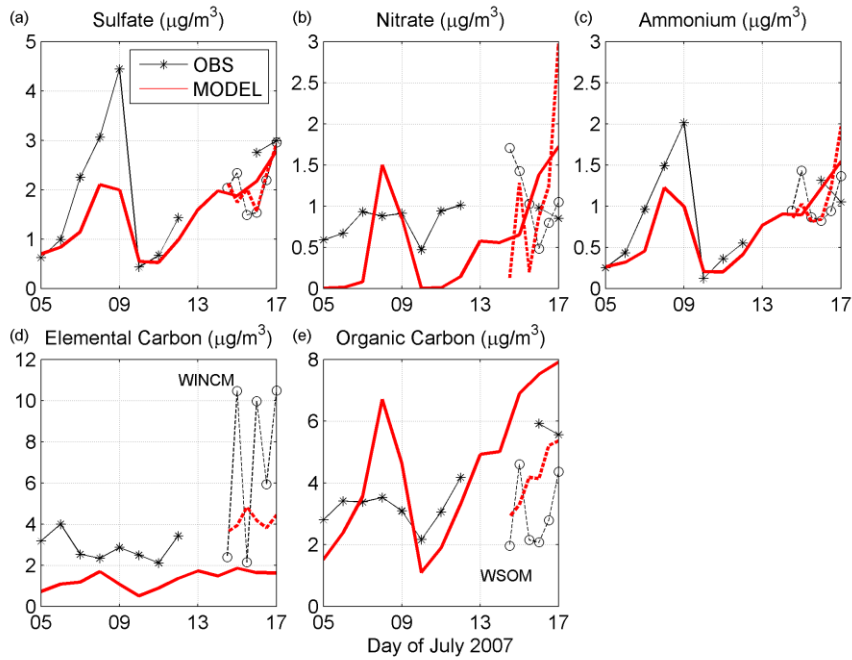 (a) Sulfate (μg/m³)
(b) Nitrate (μg/m³)
(c) Ammonium (μg/m³)
5
4
3
2
1
0
OBS
MODEL
05 09 13 17
3
2.5
2
1.5
1
0.5
0
05 09 13 17
3
2.5
2
1.5
1
0.5
0
05 09 13 17
(d) Elemental Carbon (μg/m³)
(e) Organic Carbon (μg/m³)
12
10
8
6
4
2
0
WINCM
05 09 13 17
8
6
4
2
0
WSOM
05 09 13 17
Day of July 2007